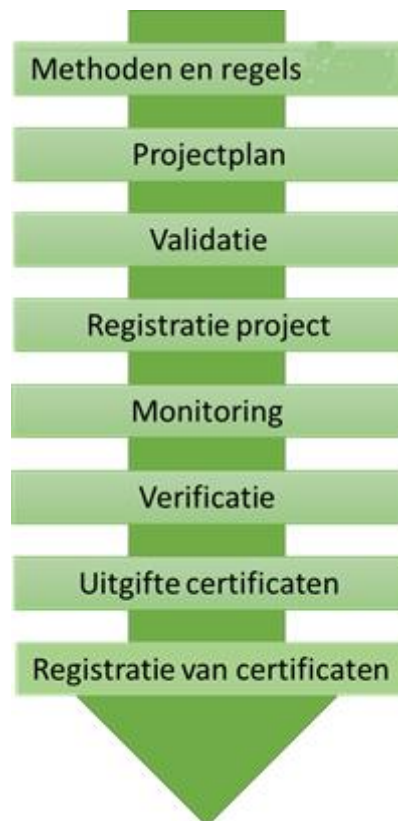 Methoden en regels
Projectplan
Validatie
Registratie project
Monitoring
Verificatie
Uitgifte certificaten
Registratie van certificaten